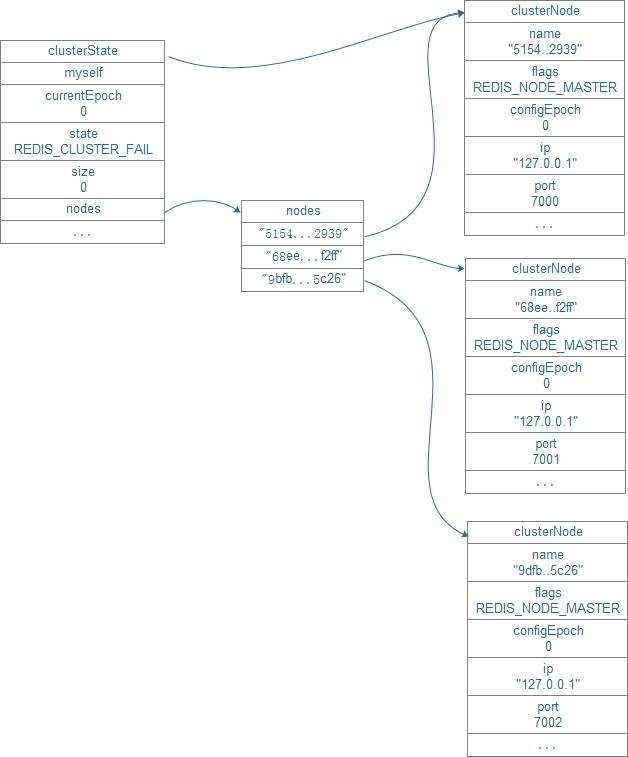 clusterState
myself
currentEpoch
0
state
REDIS_CLUSTER_FAIL
size
0
nodes
...
nodes
"5154...2939"
"68ee...f2ff"
"9bfb...5c26"
clusterNode
name
"5154..2939"
flags
REDIS_NODE_MASTER
configEpoch
0
ip
"127.0.0.1"
port
7000
...
clusterNode
name
"68ee..f2ff"
flags
REDIS_NODE_MASTER
configEpoch
0
ip
"127.0.0.1"
port
7001
...
clusterNode
name
"9dfb..5c26"
flags
REDIS_NODE_MASTER
configEpoch
0
ip
"127.0.0.1"
port
7002
...